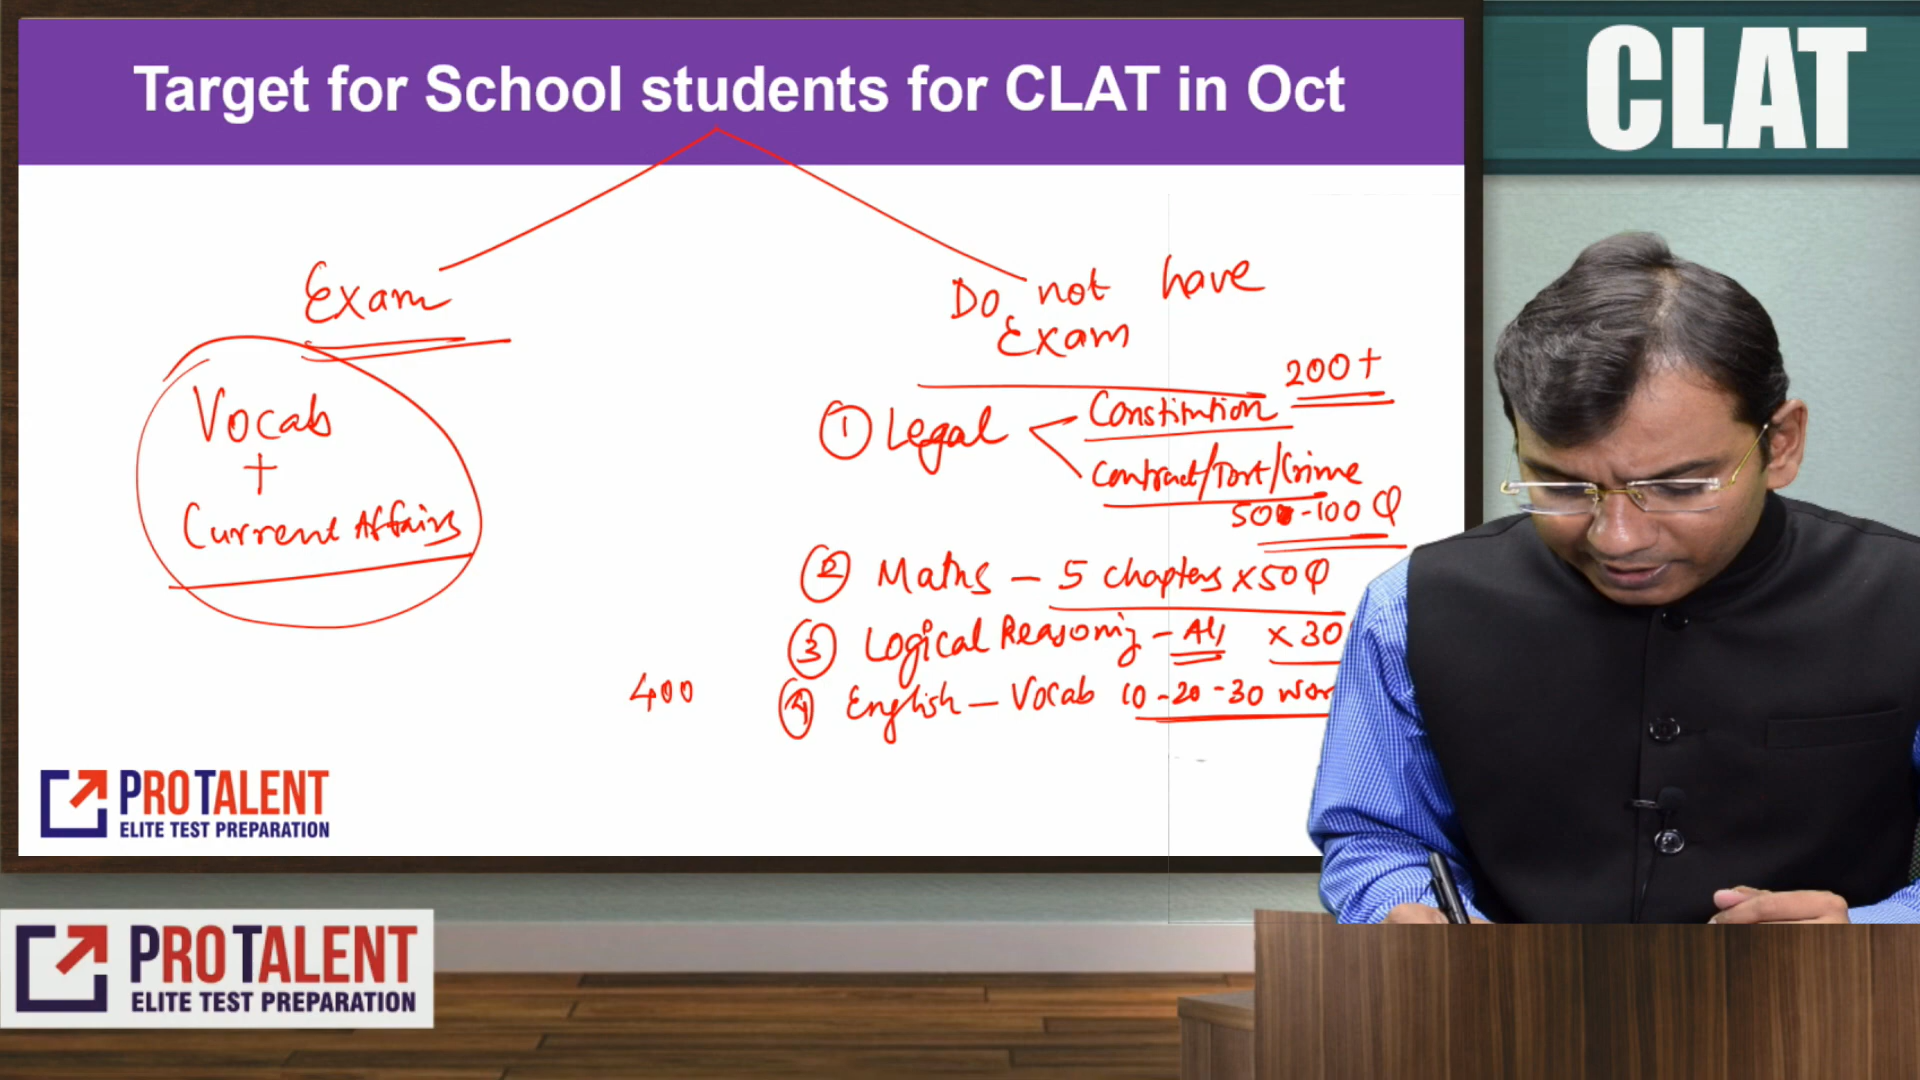 Target for School students for CLAT in Oct
CLAT
Exam
Vocab
+
Current Affairs
Do not have
Exam
① Legal
Constitution 200+
Contract/Tort/Crime
-100 Q
② Maths – 5 chapters x50Q
③ Logical Reasoning – All x 30
④ English – Vocab 10-20-30 wor
400
PROTALENT
ELITE TEST PREPARATION
PROTALENT
ELITE TEST PREPARATION